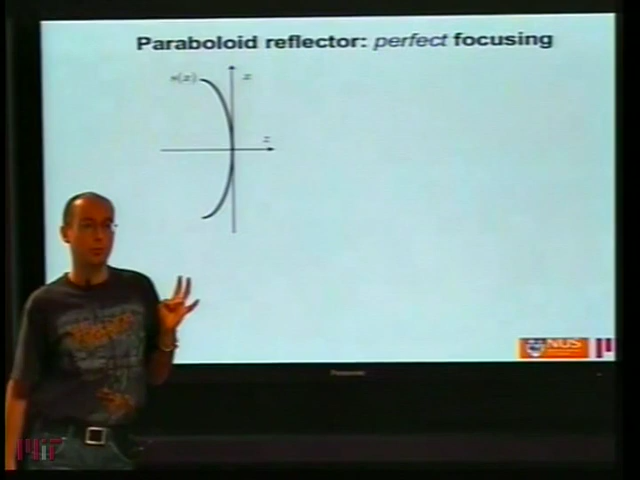 Paraboloid reflector: perfect focusing
s(x)
x
z
NUS
MIT